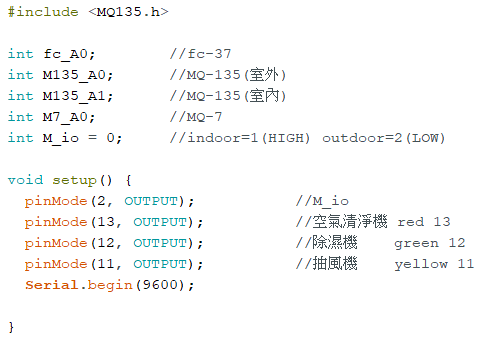 #include <MQ135.h>
int fc_A0; //fc-37
int M135_A0; //MQ-135(室外)
int M135_A1; //MQ-135(室內)
int M7_A0; //MQ-7
int M_io = 0; //indoor=1(HIGH) outdoor=2(LOW)
void setup() {
pinMode(2, OUTPUT); //M_io
pinMode(13, OUTPUT); //空氣清淨機 red 13
pinMode(12, OUTPUT); //除濕機 green 12
pinMode(11, OUTPUT); //抽風機 yellow 11
Serial.begin(9600);
}